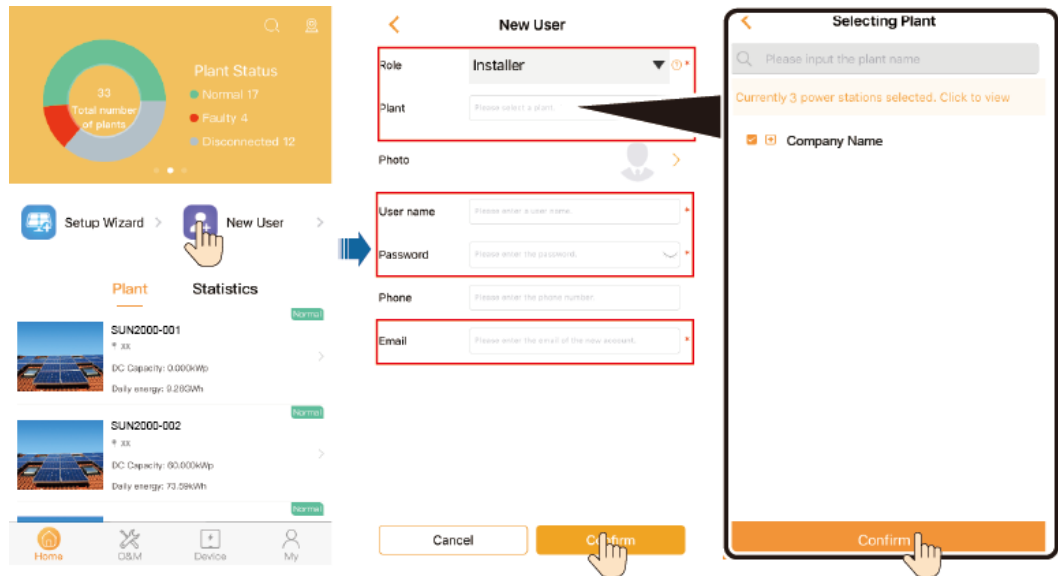 Plant Status
33
Total number
of plants
Normal 17
Faulty 4
Disconnected 12
Setup Wizard
New User
Plant
Statistics
Normal
SUN2000-001
xx
DC Capacity: 0.000kWp
Daily energy: 9.28GWh
Normal
SUN2000-002
xx
DC Capacity: 60.000kWp
Daily energy: 73.59kWh
Normal
Home
O&M
Device
My
New User
Role
Installer
*
Plant
Please select a plant.
Photo
User name
Please enter a user name.
*
Password
Please enter the password.
*
Phone
Please enter the phone number.
Email
Please enter the email of the new account.
*
Cancel
Confirm
Selecting Plant
Please input the plant name
Currently 3 power stations selected. Click to view
Company Name
Confirm